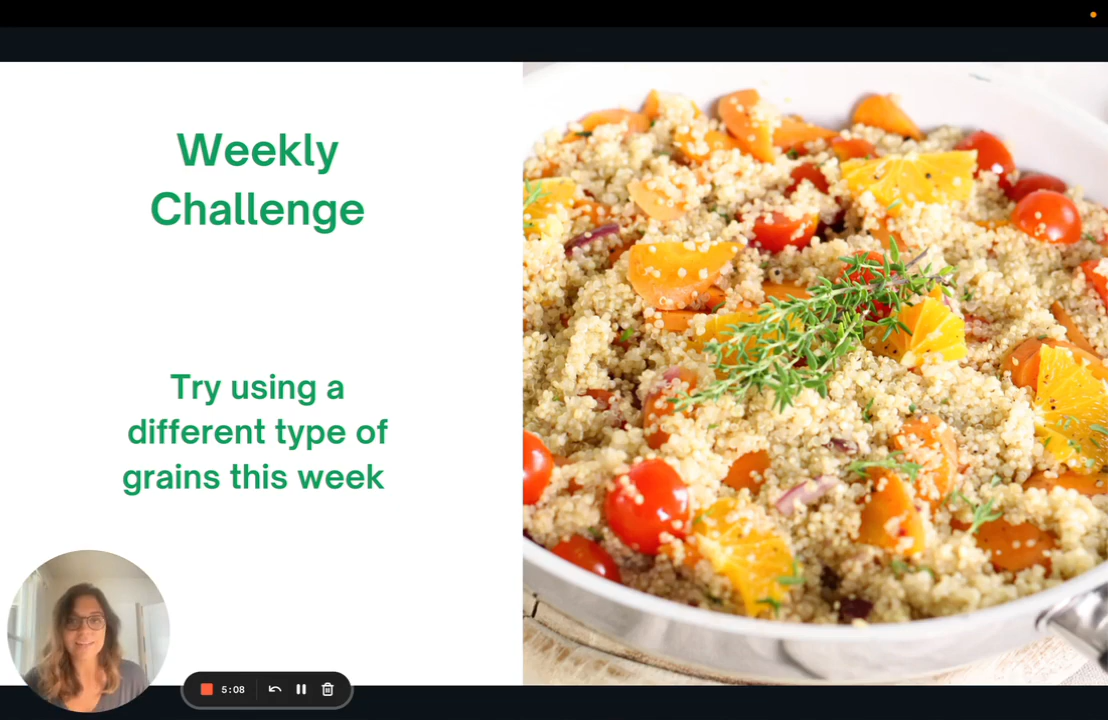 Weekly
Challenge
Try using a
different type of
grains this week
5:08